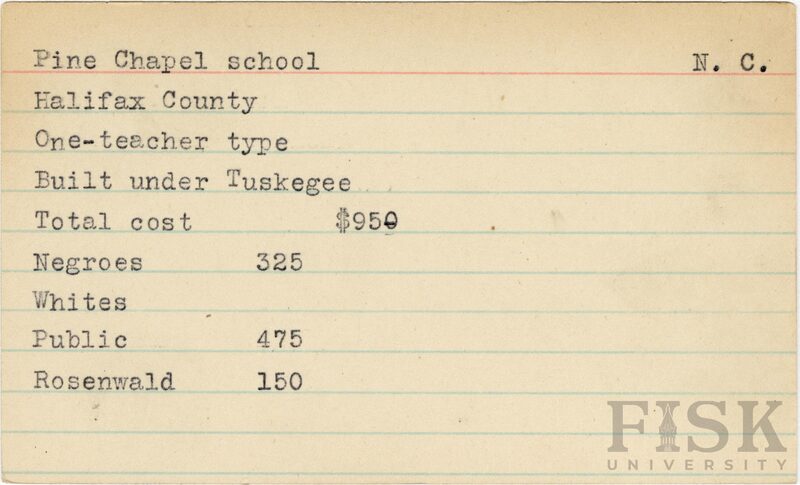 Pine Chapel school N. C.
Halifax County
One-teacher type
Built under Tuskegee
Total cost $950
Negroes 325
Whites
Public 475
Rosenwald 150
FISK
UNIVERSITY